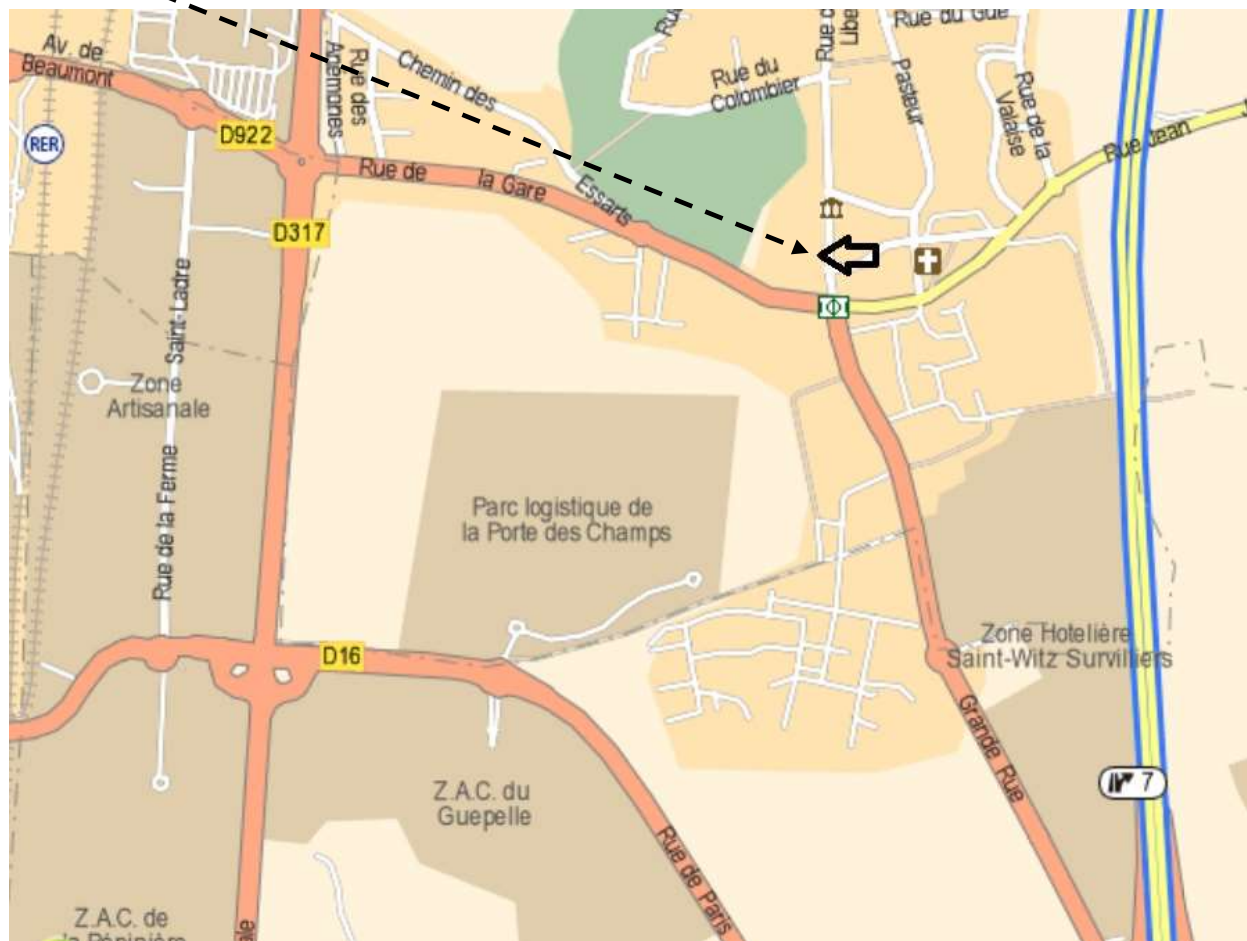 Rue du Gué
Av. de
Beaumont
Rue des
Anémones
Chemin des
Essarts
Rue du
Colombier
Pasteur
Rue de la
Valaise
Rue Jean
RER
D922
Rue de la Gare
D317
Saint-Ladre
Rue de la Ferme
Zone
Artisanale
Parc logistique de
la Porte des Champs
D16
Zone Hotelière
Saint-Witz Survilliers
Grande Rue
7
Z.A.C. du
Guepelle
Rue de Paris
Z.A.C. de